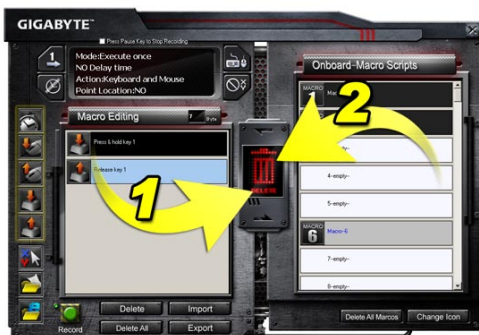 GIGABYTE™
Press Pause Key to Stop Recording
Mode:Execute once
NO Delay time
Action:Keyboard and Mouse
Point Location:NO
Macro Editing
7 Byte
Press & hold key 1
Release key 1
1
DELETE
Delete
Import
Record
Delete All
Export
Onboard-Macro Scripts
MACRO
1
2
4-empty-
5-empty-
MACRO
6
Macro-6
7-empty-
8-empty-
Delete All Marcos
Change Icon